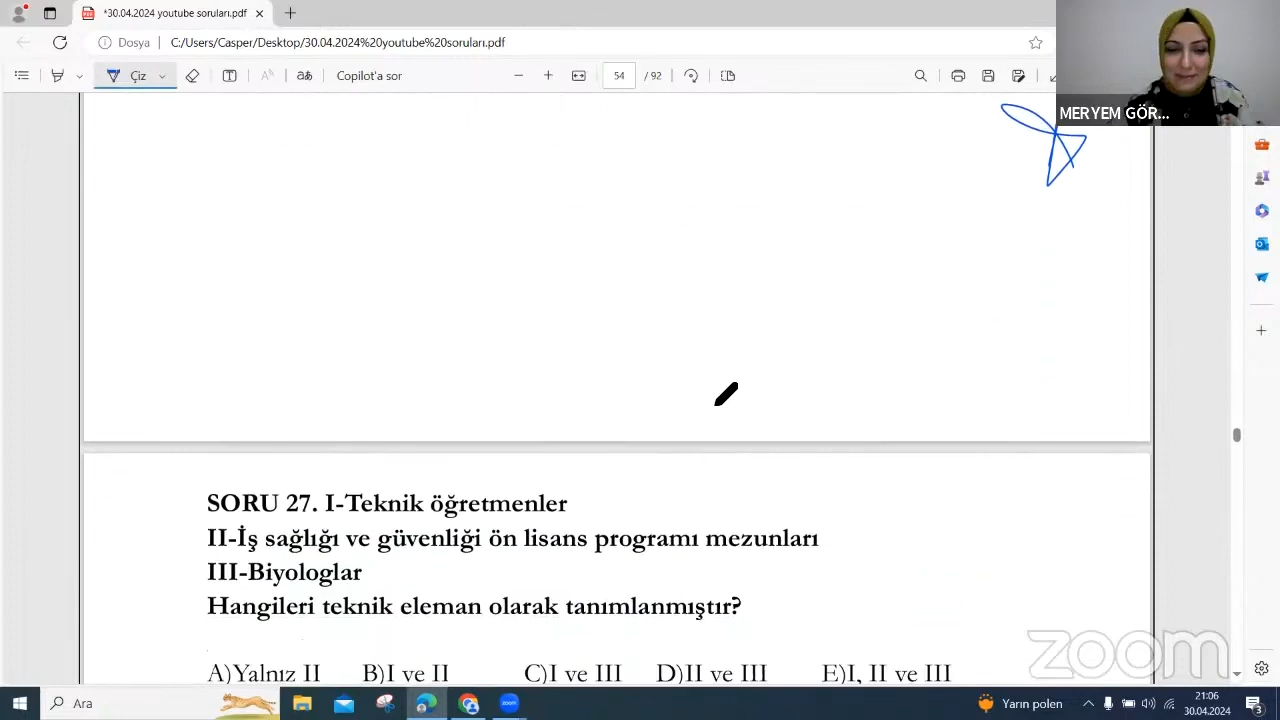 *30.04.2024 youtube soruları.pdf
Dosya
C:/Users/Casper/Desktop/30.04.2024%20youtube%20soruları.pdf
Çiz
Copilot'a sor
54
/ 92
MERYEM GÖR...
SORU 27. I-Teknik öğretmenler
II-İş sağlığı ve güvenliği ön lisans programı mezunları
III-Biyologlar
Hangileri teknik eleman olarak tanımlanmıştır?
A)Yalnız II B)I ve II C)I ve III D)II ve III E)I, II ve III
zoom
Ara
zoom
Yarın polen
21:06
30.04.2024
3